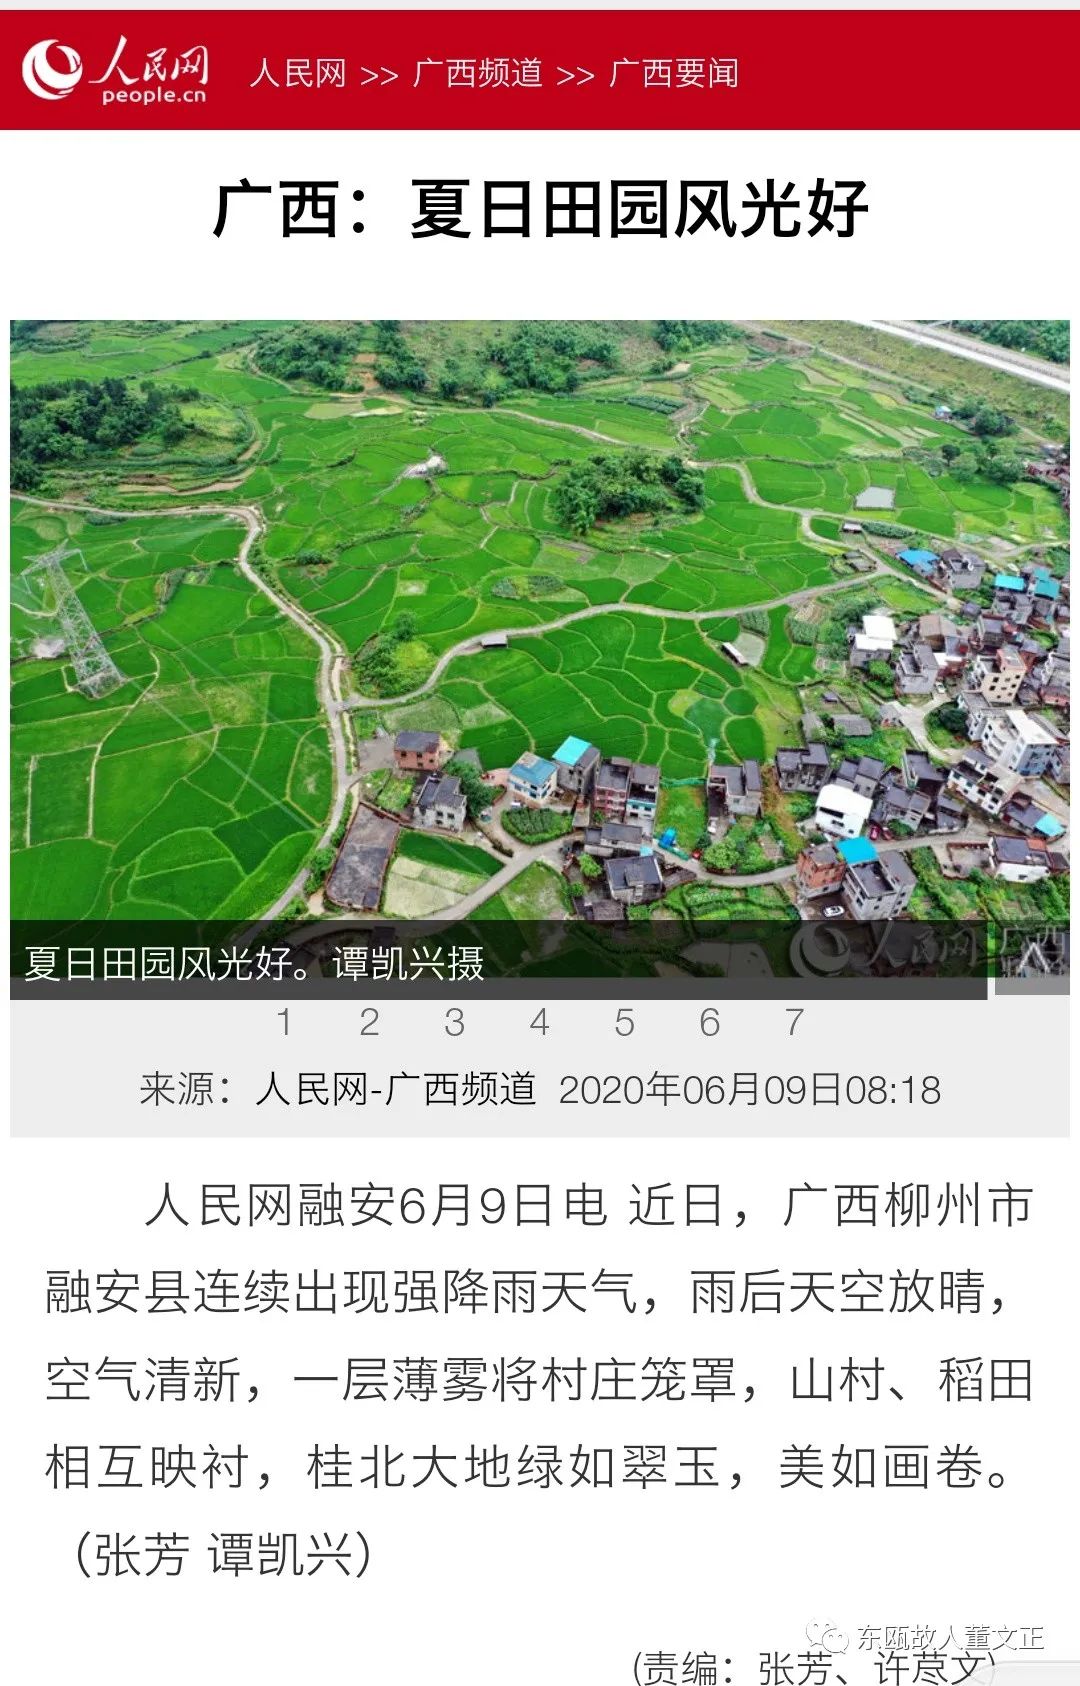 人民网
people.cn
人民网 >> 广西频道 >> 广西要闻
广西：夏日田园风光好
夏日田园风光好。谭凯兴摄
人民网
广西
1 2 3 4 5 6 7
来源：人民网-广西频道 2020年06月09日08:18
人民网融安6月9日电 近日，广西柳州市
融安县连续出现强降雨天气，雨后天空放晴，
空气清新，一层薄雾将村庄笼罩，山村、稻田
相互映衬，桂北大地绿如翠玉，美如画卷。
（张芳 谭凯兴）
东瓯故人董文正
(责编：张芳、许荩文)